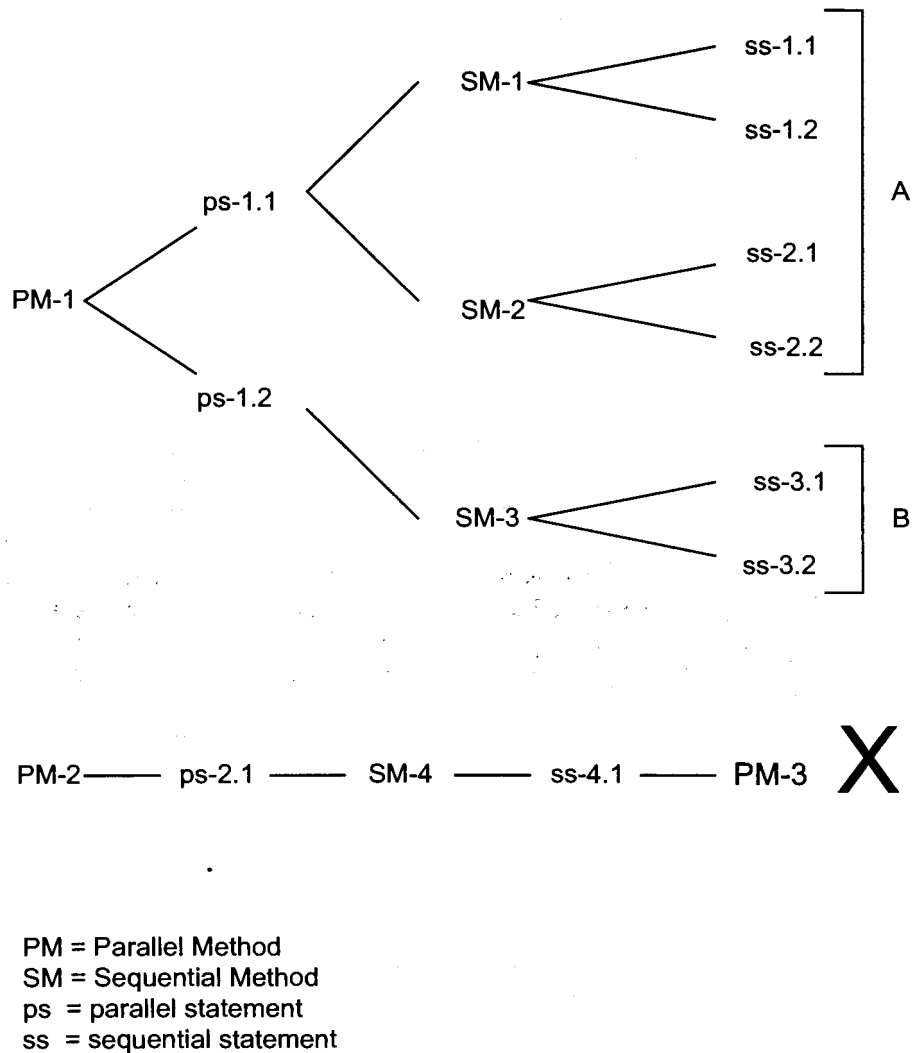 ss-1.1
SM-1
ss-1.2
A
ps-1.1
ss-2.1
PM-1
SM-2
ss-2.2
ps-1.2
ss-3.1
SM-3
B
ss-3.2
PM-2 ps-2.1 SM-4 ss-4.1 PM-3 X
PM = Parallel Method
SM = Sequential Method
ps = parallel statement
ss = sequential statement